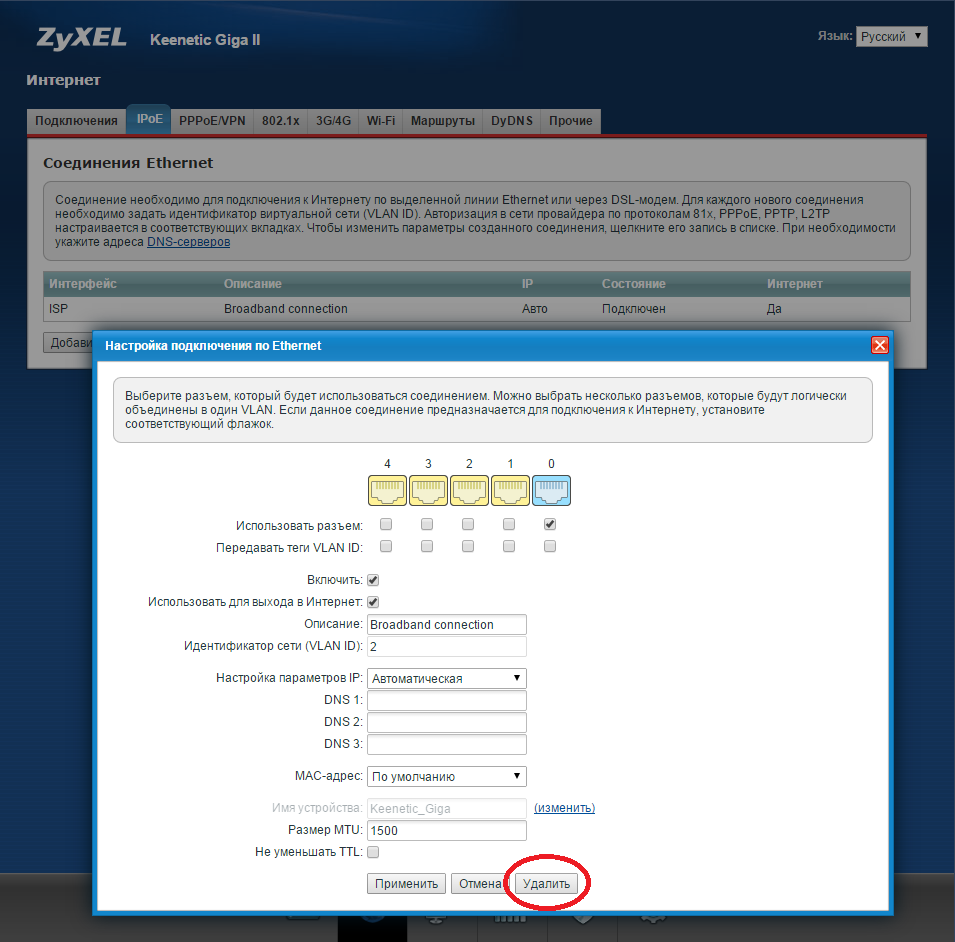 ZyXEL Keenetic Giga II
Язык: Русский
Интернет
Подключения IPoE PPPoE/VPN 802.1x 3G/4G Wi-Fi Маршруты DyDNS Прочие
Соединения Ethernet
Соединение необходимо для подключения к Интернету по выделенной линии Ethernet или через DSL-модем. Для каждого нового соединения
необходимо задать идентификатор виртуальной сети (VLAN ID). Авторизация в сети провайдера по протоколам 81x, PPPoE, PPTP, L2TP
настраивается в соответствующих вкладках. Чтобы изменить параметры созданного соединения, щелкните его запись в списке. При необходимости
укажите адреса DNS-серверов
Интерфейс Описание IP Состояние Интернет
ISP Broadband connection Авто Подключен Да
Добави
Настройка подключения по Ethernet
Выберите разъем, который будет использоваться соединением. Можно выбрать несколько разъемов, которые будут логически
объединены в один VLAN. Если данное соединение предназначается для подключения к Интернету, установите
соответствующий флажок.
4 3 2 1 0
Использовать разъем:
Передавать теги VLAN ID:
Включить:
Использовать для выхода в Интернет:
Описание: Broadband connection
Идентификатор сети (VLAN ID): 2
Настройка параметров IP: Автоматическая
DNS 1:
DNS 2:
DNS 3:
MAC-адрес: По умолчанию
Имя устройства: Keenetic_Giga (изменить)
Размер MTU: 1500
Не уменьшать TTL:
Применить Отмена Удалить